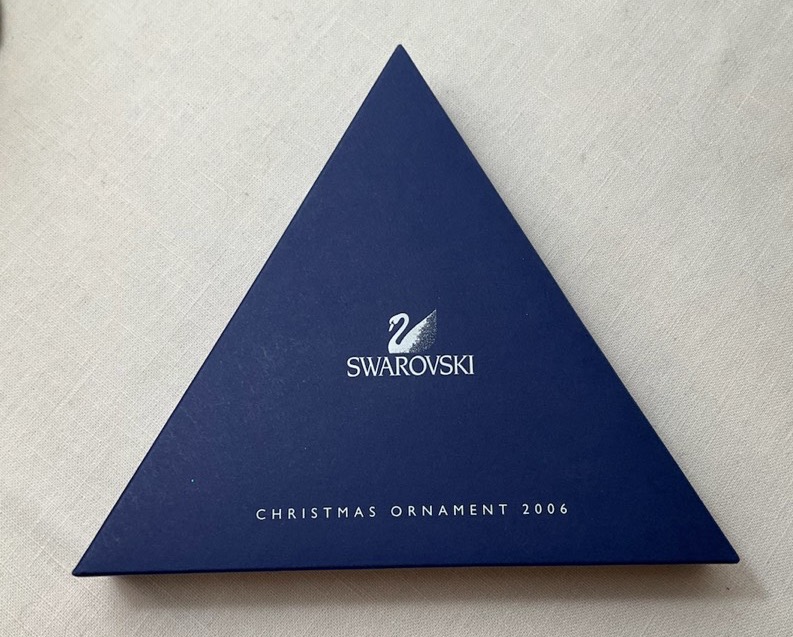 SWAROVSKI
CHRISTMAS ORNAMENT 2006